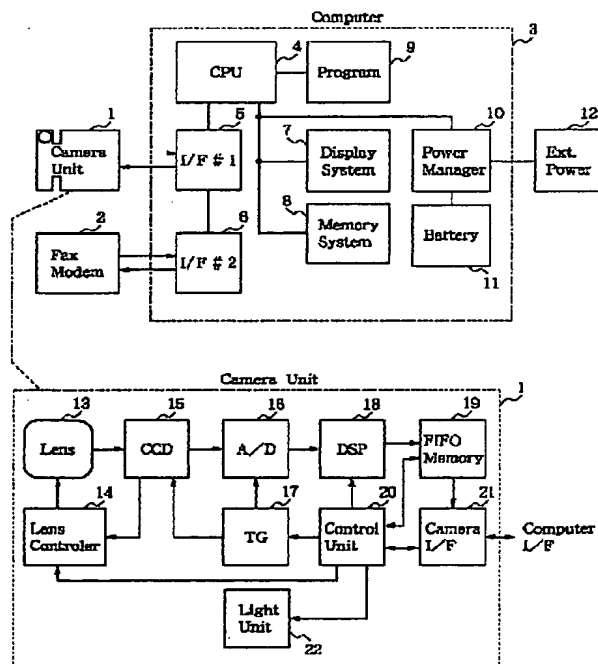 Computer
3
4
CPU
9
Program
1
Camera
Unit
5
I/F # 1
7
Display
System
10
Power
Manager
12
Ext.
Power
2
Fax
Modem
6
I/F # 2
8
Memory
System
Battery
11
Camera Unit
1
13
Lens
15
CCD
16
A/D
18
DSP
19
FIFO
Memory
14
Lens
Controler
17
TG
20
Control
Unit
21
Camera
I/F
Computer
I/F
Light
Unit
22